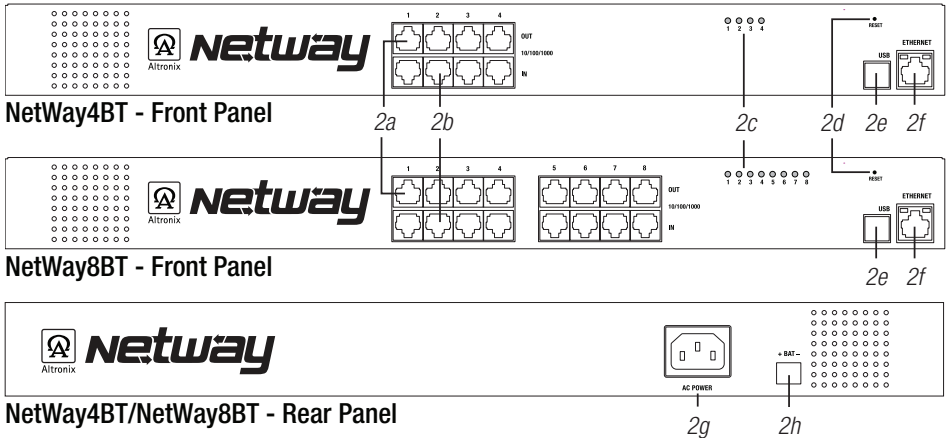 1 2 3 4
OUT
10/100/1000
IN
1 2 3 4
RESET
USB
ETHERNET
Altronix
Netway
NetWay4BT - Front Panel
2a 2b 2c 2d 2e 2f
1 2 3 4 5 6 7 8
OUT
10/100/1000
IN
1 2 3 4 5 6 7 8
RESET
USB
ETHERNET
Altronix
Netway
NetWay8BT - Front Panel
2e 2f
Altronix
Netway
AC POWER
+ BAT –
NetWay4BT/NetWay8BT - Rear Panel
2g 2h